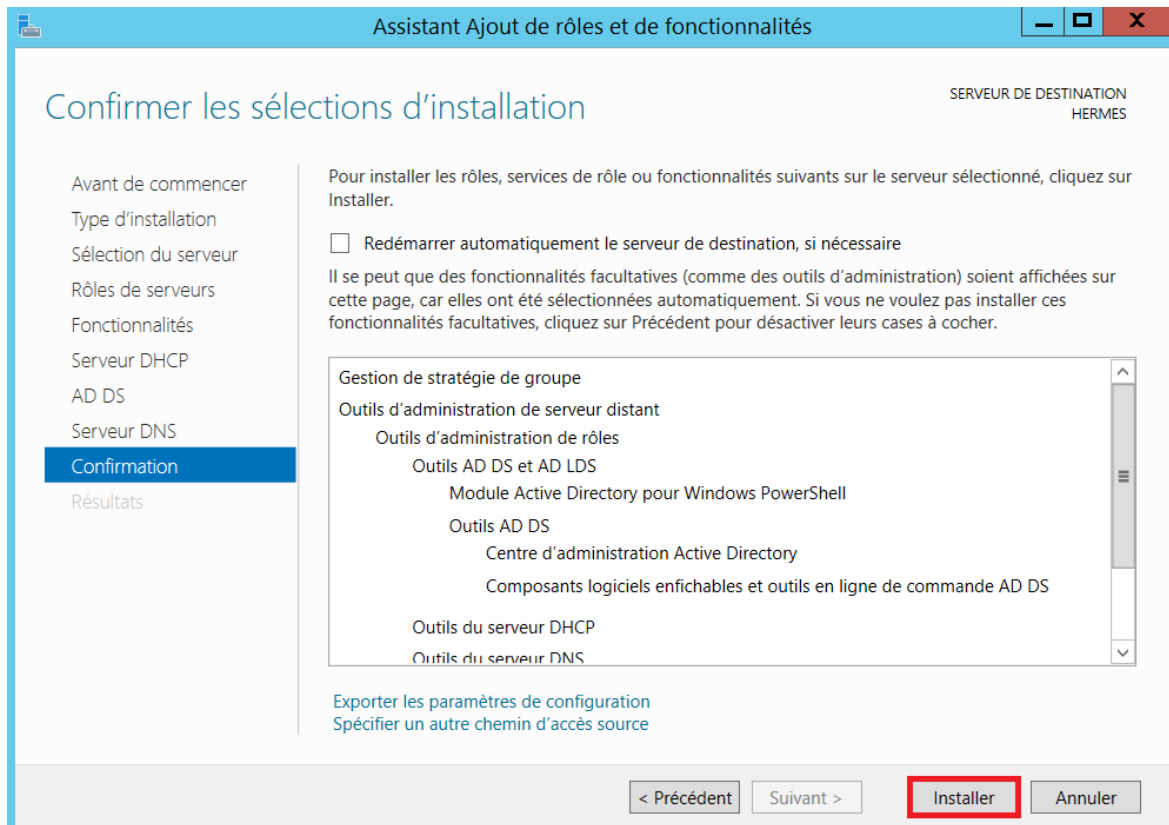 Assistant Ajout de rôles et de fonctionnalités
Confirmer les sélections d'installation
SERVEUR DE DESTINATION
HERMES
Avant de commencer
Type d'installation
Sélection du serveur
Rôles de serveurs
Fonctionnalités
Serveur DHCP
AD DS
Serveur DNS
Confirmation
Résultats
Pour installer les rôles, services de rôle ou fonctionnalités suivants sur le serveur sélectionné, cliquez sur
Installer.
Redémarrer automatiquement le serveur de destination, si nécessaire
Il se peut que des fonctionnalités facultatives (comme des outils d'administration) soient affichées sur
cette page, car elles ont été sélectionnées automatiquement. Si vous ne voulez pas installer ces
fonctionnalités facultatives, cliquez sur Précédent pour désactiver leurs cases à cocher.
Gestion de stratégie de groupe
Outils d'administration de serveur distant
Outils d'administration de rôles
Outils AD DS et AD LDS
Module Active Directory pour Windows PowerShell
Outils AD DS
Centre d'administration Active Directory
Composants logiciels enfichables et outils en ligne de commande AD DS
Outils du serveur DHCP
Outils du serveur DNS
Exporter les paramètres de configuration
Spécifier un autre chemin d'accès source
< Précédent
Suivant >
Installer
Annuler